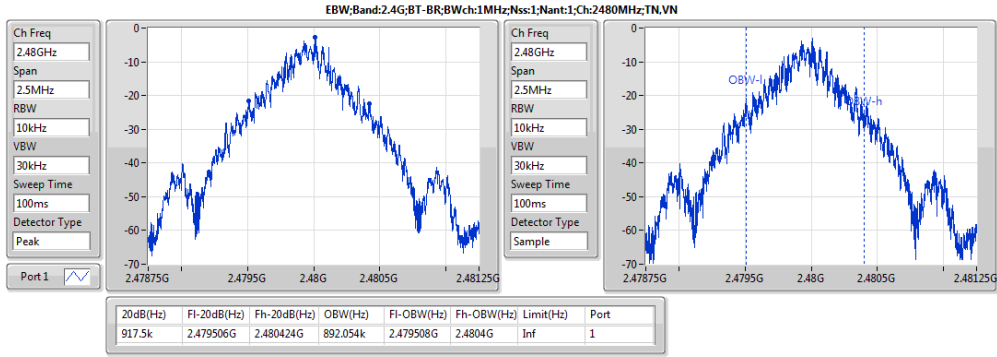 EBW;Band:2.4G;BT-BR;BWch:1MHz;Nss:1;Nant:1;Ch:2480MHz;TN,VN
Ch Freq
2.48GHz
Span
2.5MHz
RBW
10kHz
VBW
30kHz
Sweep Time
100ms
Detector Type
Peak
Port 1
0
-10
-20
-30
-40
-50
-60
-70
2.47875G 2.4795G 2.48G 2.4805G 2.48125G
Ch Freq
2.48GHz
Span
2.5MHz
RBW
10kHz
VBW
30kHz
Sweep Time
100ms
Detector Type
Sample
0
-10
-20
-30
-40
-50
-60
-70
OBW-l
OBW-h
2.47875G 2.4795G 2.48G 2.4805G 2.48125G
20dB(Hz) Fl-20dB(Hz) Fh-20dB(Hz) OBW(Hz) Fl-OBW(Hz) Fh-OBW(Hz) Limit(Hz) Port
917.5k 2.479506G 2.480424G 892.054k 2.479508G 2.4804G Inf 1